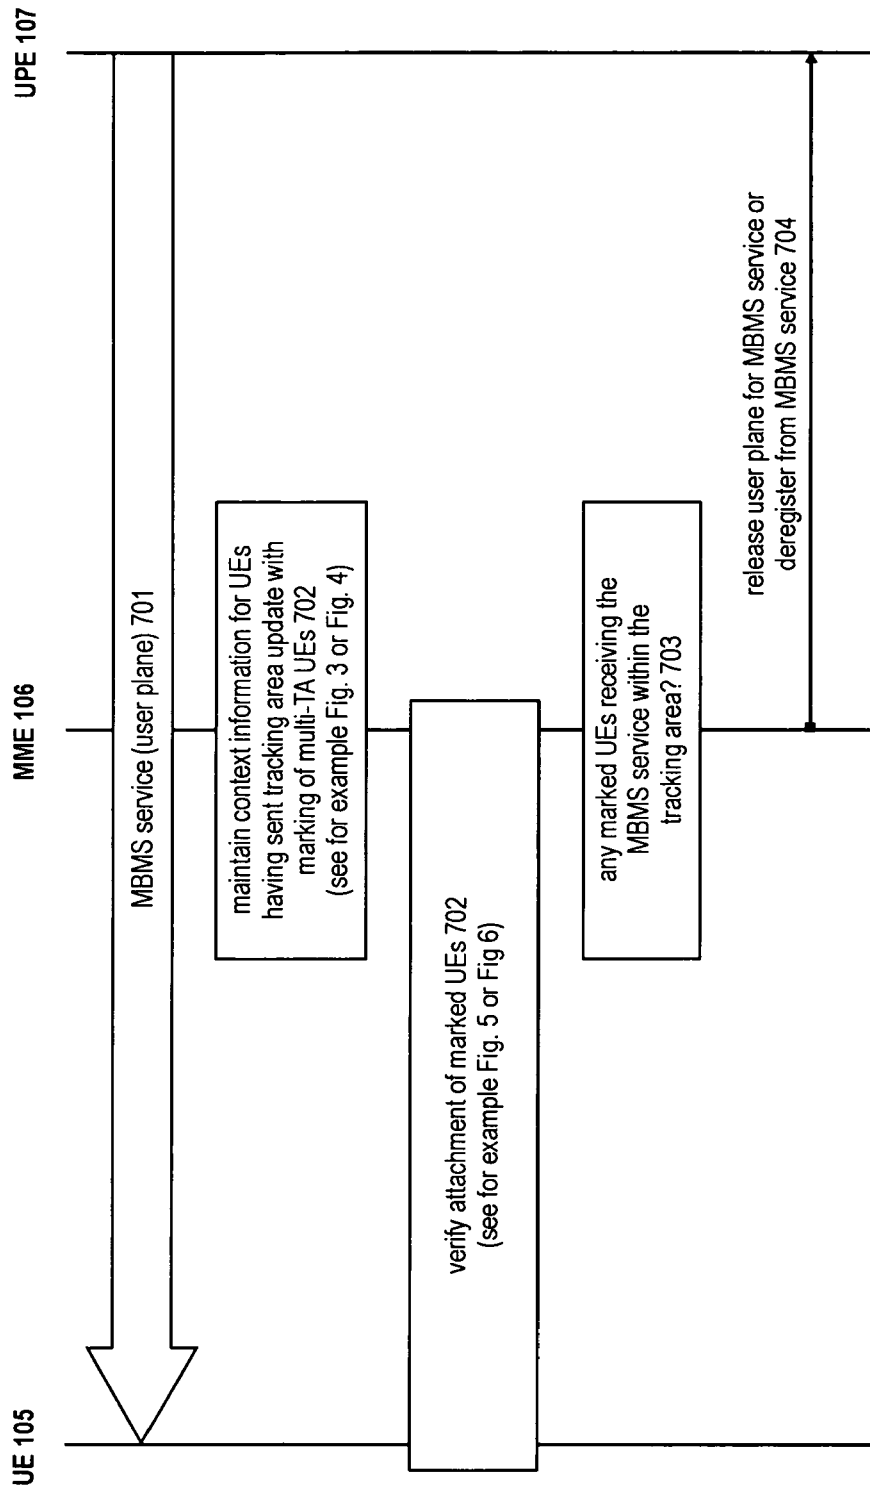 UE 105
MME 106
UPE 107
MBMS service (user plane) 701
maintain context information for UEs
having sent tracking area update with
marking of multi-TA UEs 702
(see for example Fig. 3 or Fig. 4)
verify attachment of marked UEs 702
(see for example Fig. 5 or Fig 6)
any marked UEs receiving the
MBMS service within the
tracking area? 703
release user plane for MBMS service or
deregister from MBMS service 704